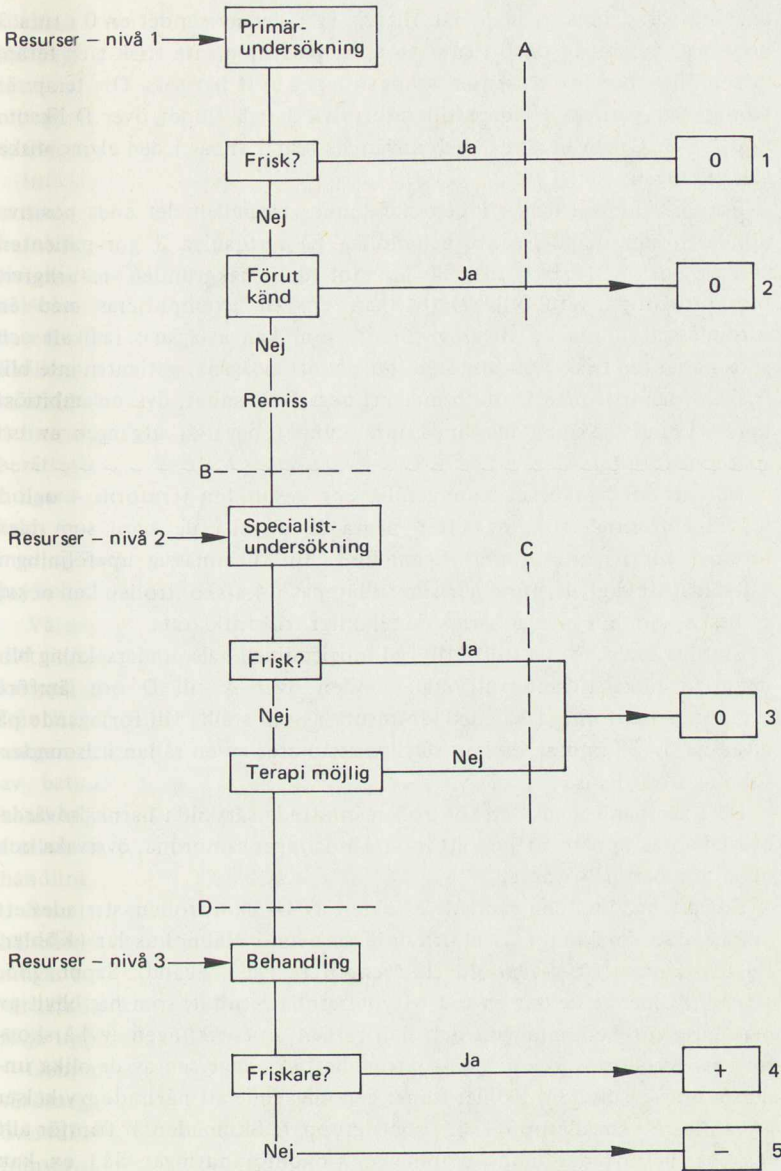 Resurser – nivå 1
Primär-
undersökning
A
Frisk?
Ja
0
1
Nej
Förut
känd
Ja
0
2
Nej
Remiss
B
Resurser – nivå 2
Specialist-
undersökning
C
Frisk?
Ja
Nej
0
3
Terapi möjlig
Nej
D
Resurser – nivå 3
Behandling
Friskare?
Ja
+
4
Nej
–
5